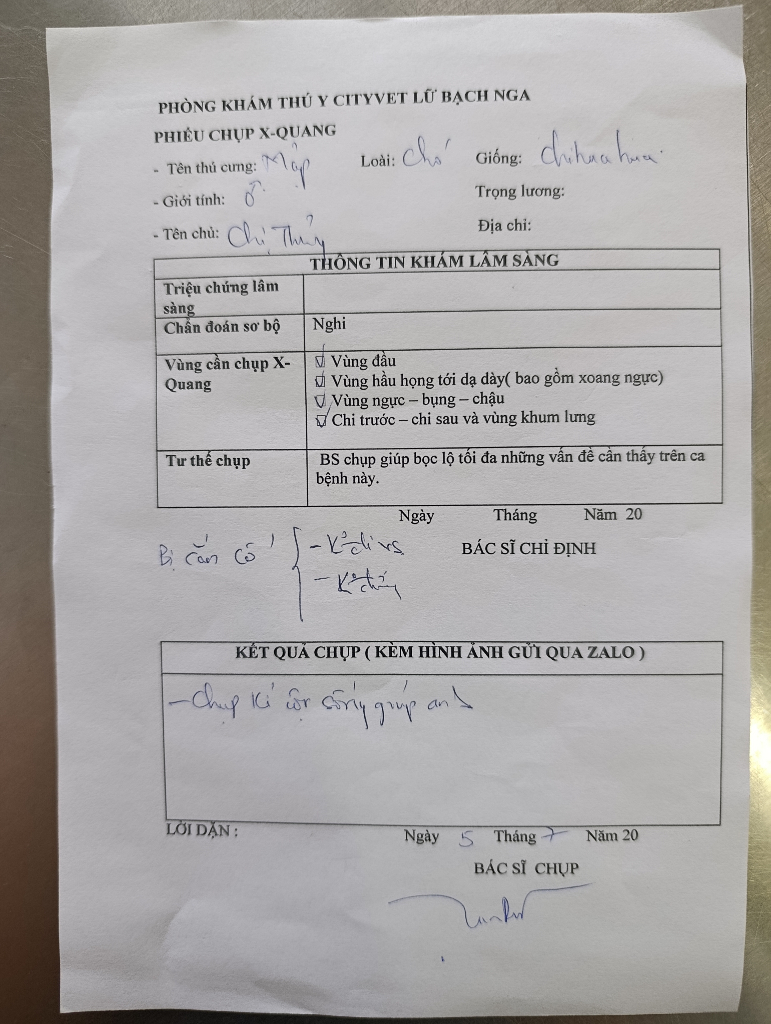 PHÒNG KHÁM THÚ Y CITYVET LỮ BẠCH NGA
PHIẾU CHỤP X-QUANG
- Tên thú cưng: Mập Loài: Chó Giống: chihuahua
- Giới tính: ♂ Trọng lương:
- Tên chủ: Chị Thủy Địa chỉ:
THÔNG TIN KHÁM LÂM SÀNG
Triệu chứng lâm sàng
Chẩn đoán sơ bộ Nghi
Vùng cần chụp X-Quang
☑ Vùng đầu
☑ Vùng hầu họng tới dạ dày( bao gồm xoang ngực)
☑ Vùng ngực – bụng – chậu
☑ Chi trước – chi sau và vùng khum lưng
Tư thế chụp BS chụp giúp bọc lộ tối đa những vấn đề cần thấy trên ca
bệnh này.
Ngày Tháng Năm 20
BÁC SĨ CHỈ ĐỊNH
Bị cắn cổ
KẾT QUẢ CHỤP ( KÈM HÌNH ẢNH GỬI QUA ZALO )
- Chụp kĩ cột sống giúp anh
LỜI DẶN :
Ngày 5 Tháng 7 Năm 20
BÁC SĨ CHỤP